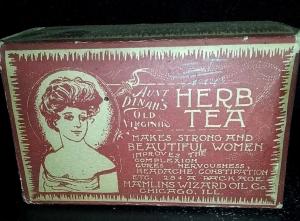 AUNT
DINAH'S
OLD
VIRGINIA
HERB
TEA
MAKES STRONG AND
BEAUTIFUL WOMEN
IMPROVES THE
COMPLEXION
CURES NERVOUSNESS,
HEADACHE, CONSTIPATION
ETC. 25¢ A PACKAGE
HAMLINS WIZARD OIL CO.
CHICAGO, ILL.